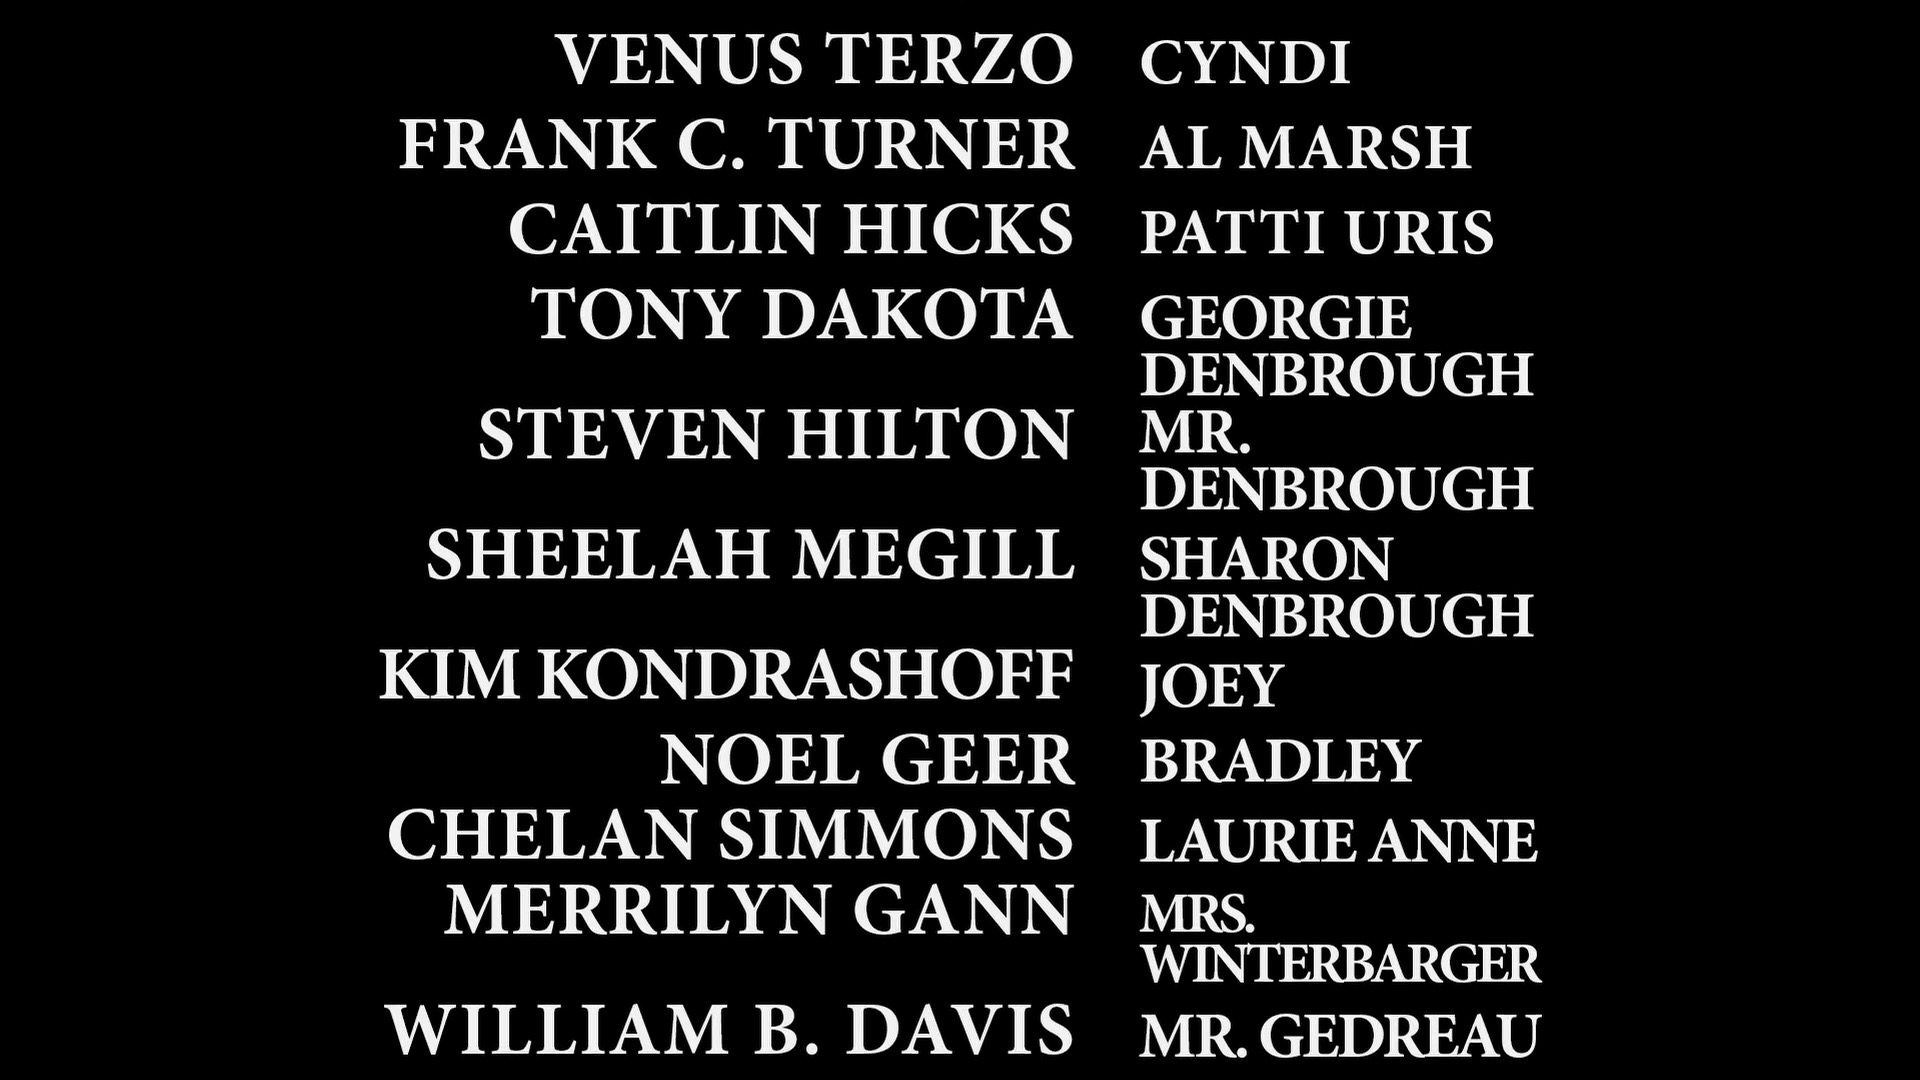 VENUS TERZO CYNDI
FRANK C. TURNER AL MARSH
CAITLIN HICKS PATTI URIS
TONY DAKOTA GEORGIE
DENBROUGH
STEVEN HILTON MR.
DENBROUGH
SHEELAH MEGILL SHARON
DENBROUGH
KIM KONDRASHOFF JOEY
NOEL GEER BRADLEY
CHELAN SIMMONS LAURIE ANNE
MERRILYN GANN MRS.
WINTERBARGER
WILLIAM B. DAVIS MR. GEDREAU